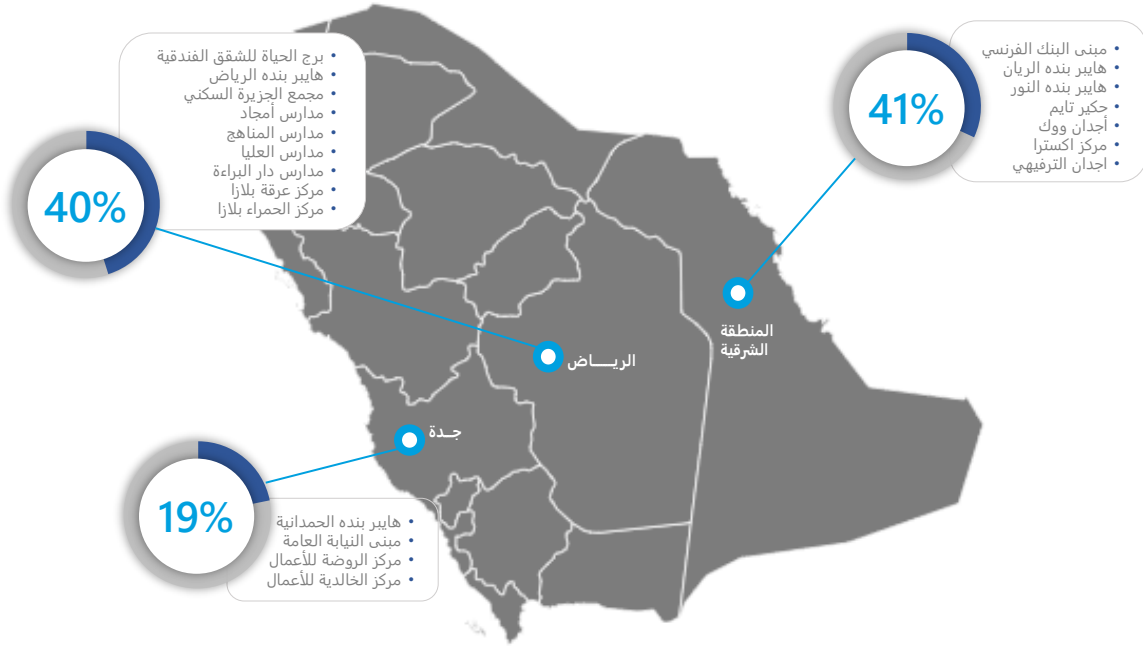 41%
• مبنى البنك الفرنسي
• هايبر بنده الريان
• هايبر بنده النور
• حكير تايم
• أجدان ووك
• مركز اكسترا
• اجدان الترفيهي
المنطقة
الشرقية
40%
• برج الحياة للشقق الفندقية
• هايبر بنده الرياض
• مجمع الجزيرة السكني
• مدارس أمجاد
• مدارس المناهج
• مدارس العليا
• مدارس دار البراءة
• مركز عرقة بلازا
• مركز الحمراء بلازا
الريــــاض
جــدة
19%
• هايبر بنده الحمدانية
• مبنى النيابة العامة
• مركز الروضة للأعمال
• مركز الخالدية للأعمال